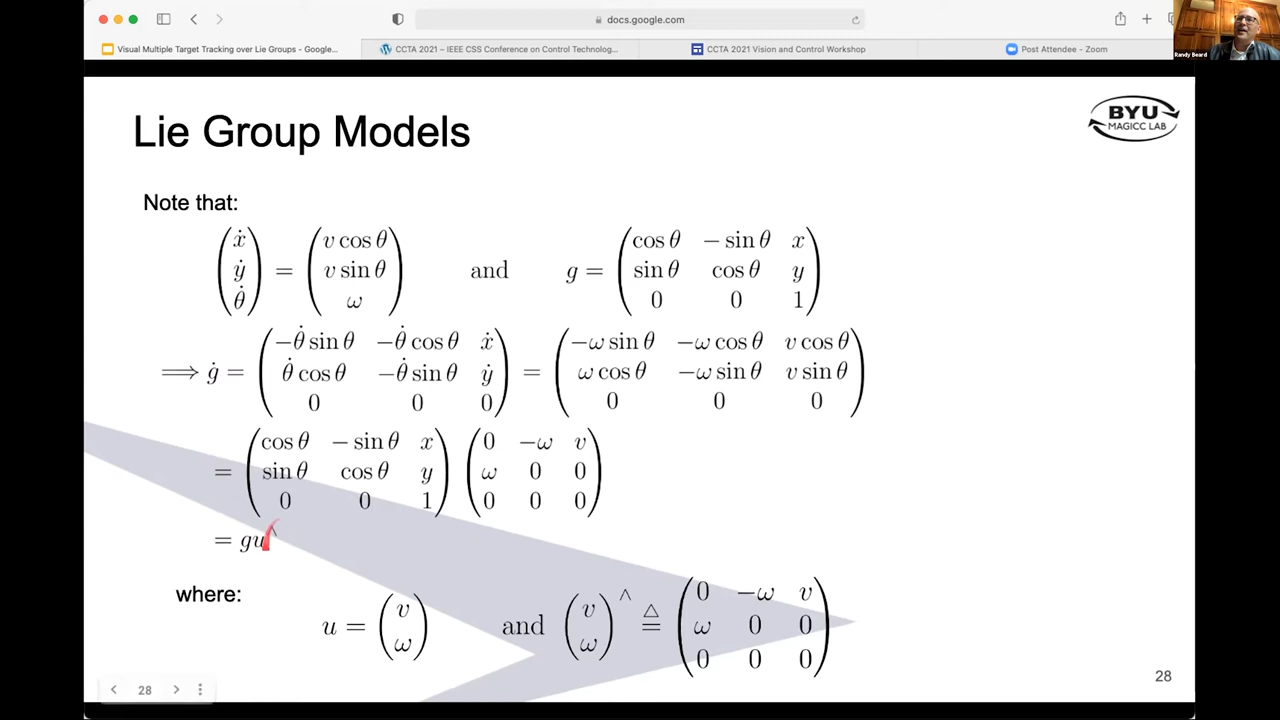 docs.google.com
Visual Multiple Target Tracking over Lie Groups - Google...
CCTA 2021 – IEEE CSS Conference on Control Technolog...
CCTA 2021 Vision and Control Workshop
Post Attendee - Zoom
Randy Beard
Lie Group Models
BYU
MAGICC LAB
Note that:
(ẋ ẏ θ̇) = (v cos θ v sin θ ω) and g = (cos θ − sin θ x sin θ cos θ y 0 0 1)
⟹ ġ = (−θ̇ sin θ −θ̇ cos θ ẋ θ̇ cos θ −θ̇ sin θ ẏ 0 0 0) = (−ω sin θ −ω cos θ v cos θ ω cos θ −ω sin θ v sin θ 0 0 0)
= (cos θ − sin θ x sin θ cos θ y 0 0 1) (0 −ω v ω 0 0 0 0 0)
= gu^
where:
u = (v ω) and (v ω)^ ≜ (0 −ω v ω 0 0 0 0 0)
28
28